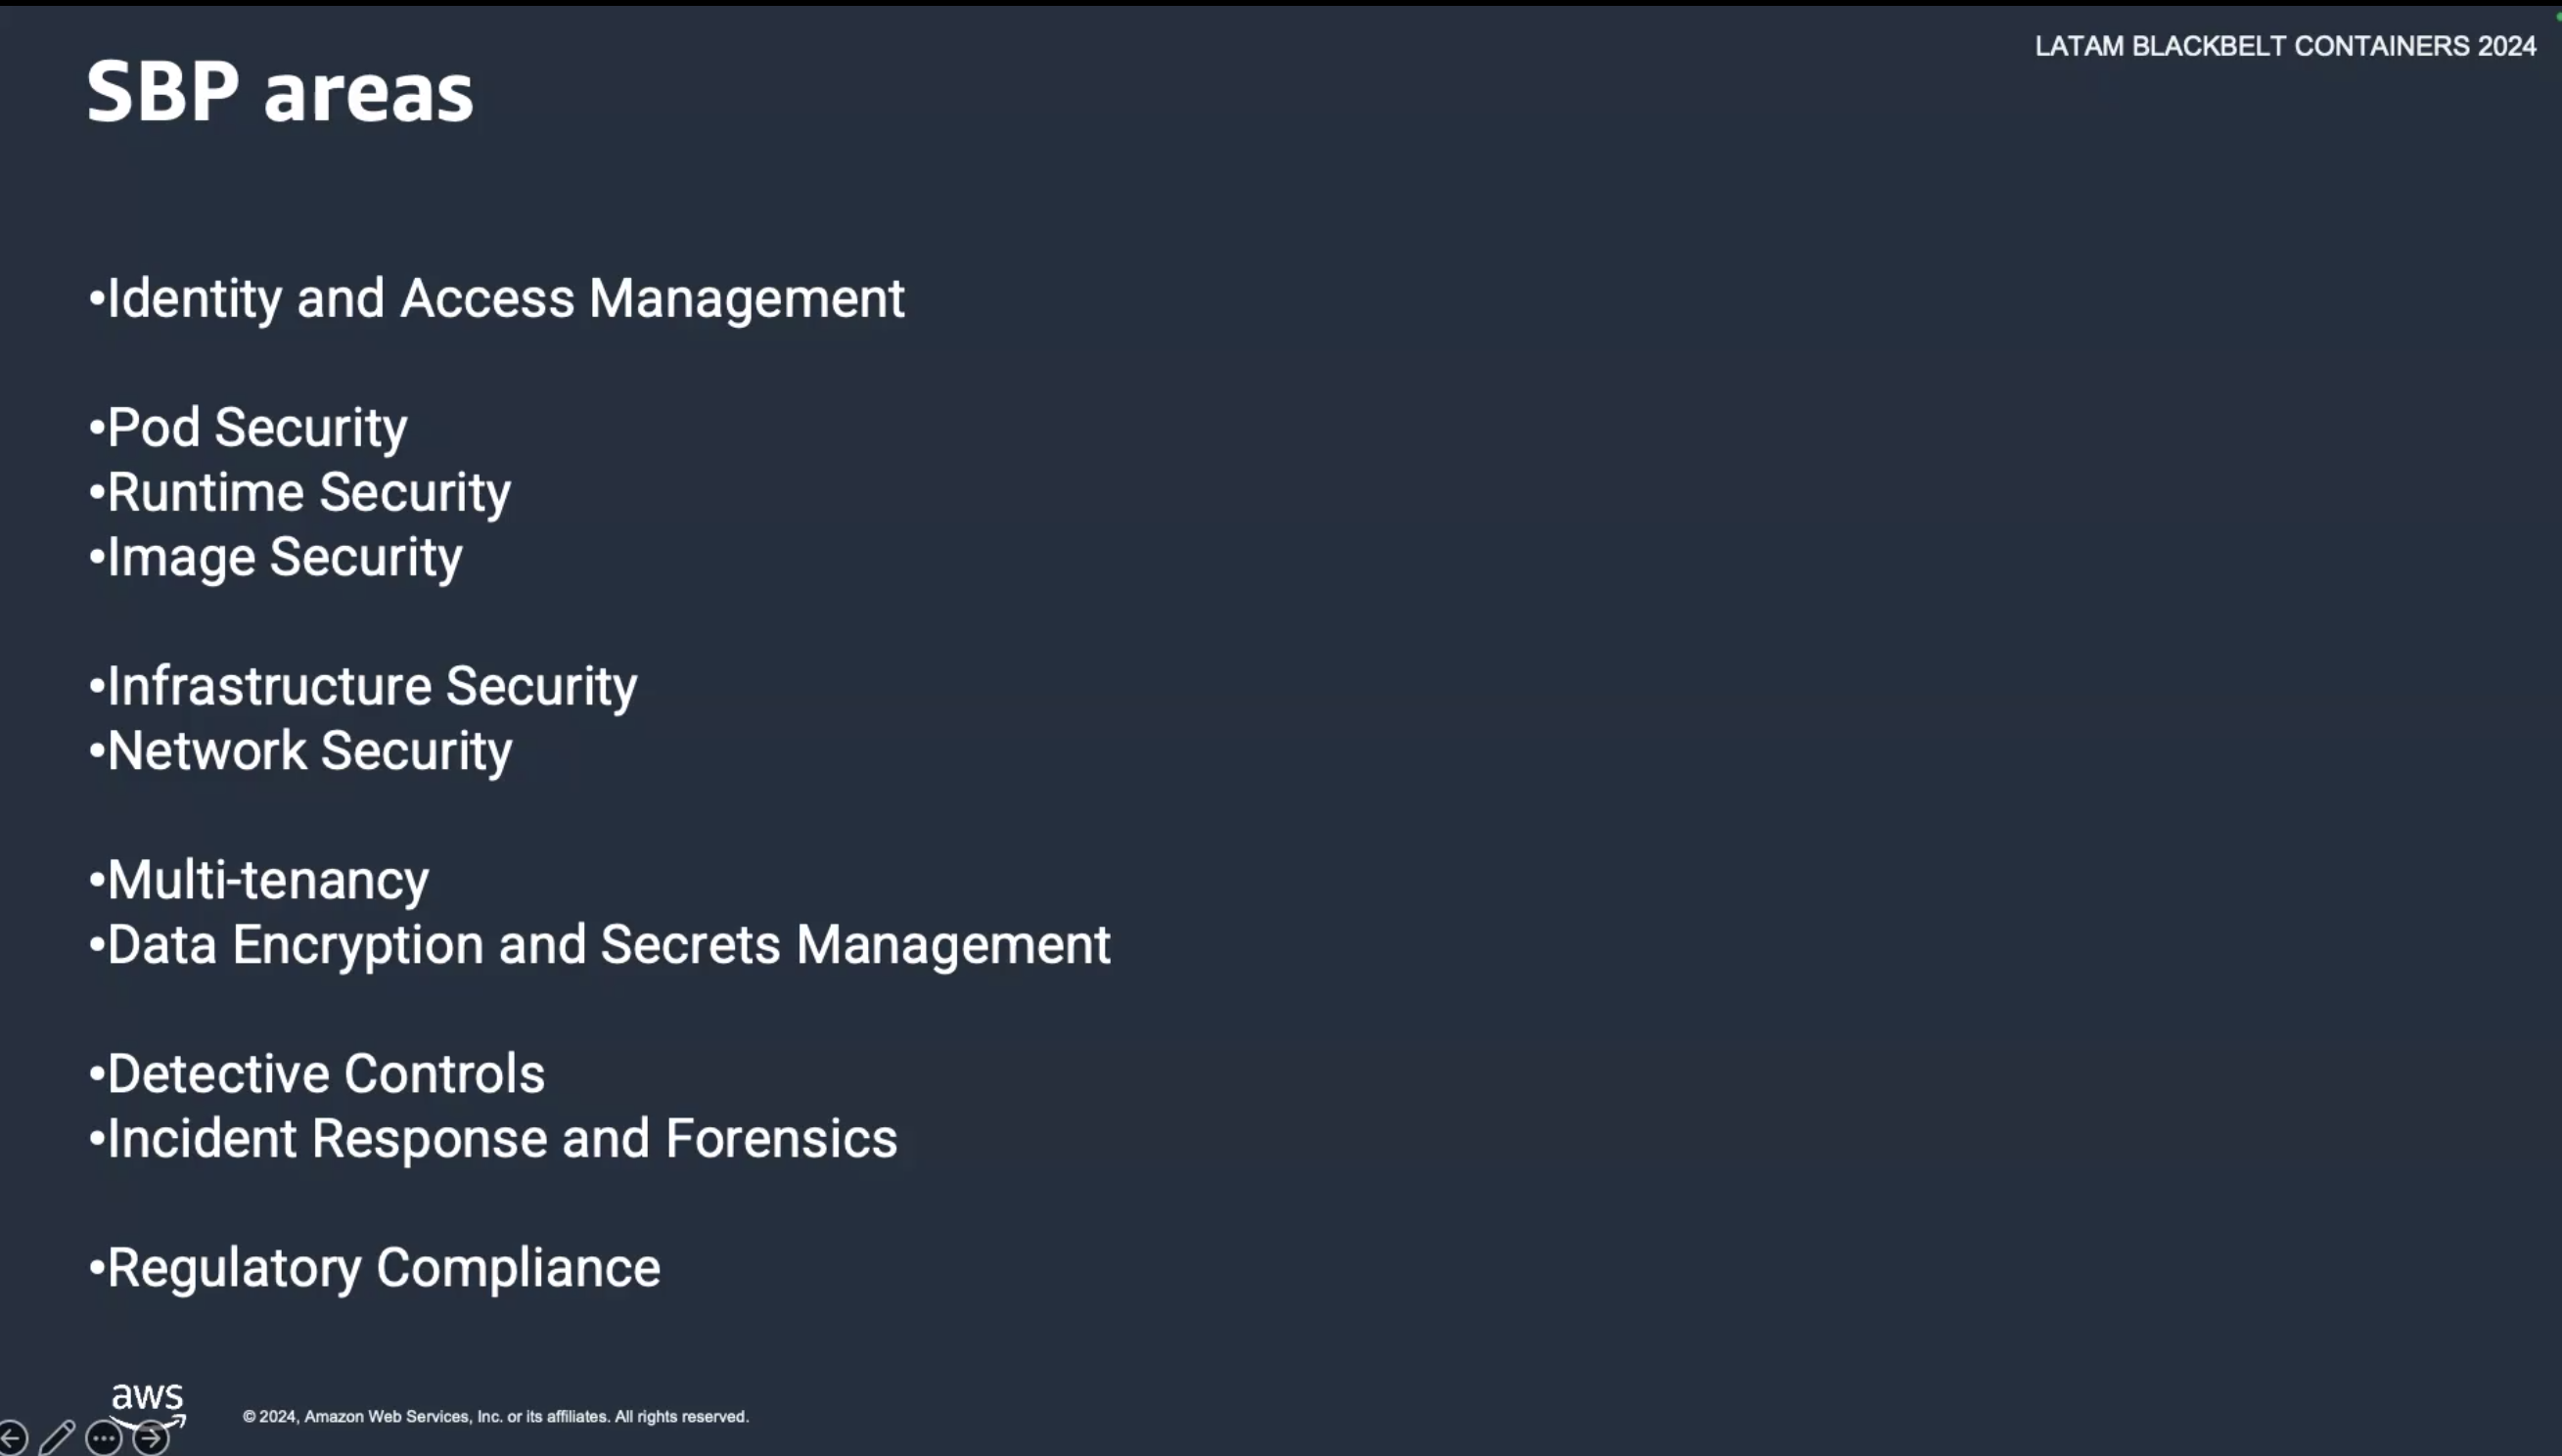 LATAM BLACKBELT CONTAINERS 2024
SBP areas
•Identity and Access Management
•Pod Security
•Runtime Security
•Image Security
•Infrastructure Security
•Network Security
•Multi-tenancy
•Data Encryption and Secrets Management
•Detective Controls
•Incident Response and Forensics
•Regulatory Compliance
aws
© 2024, Amazon Web Services, Inc. or its affiliates. All rights reserved.